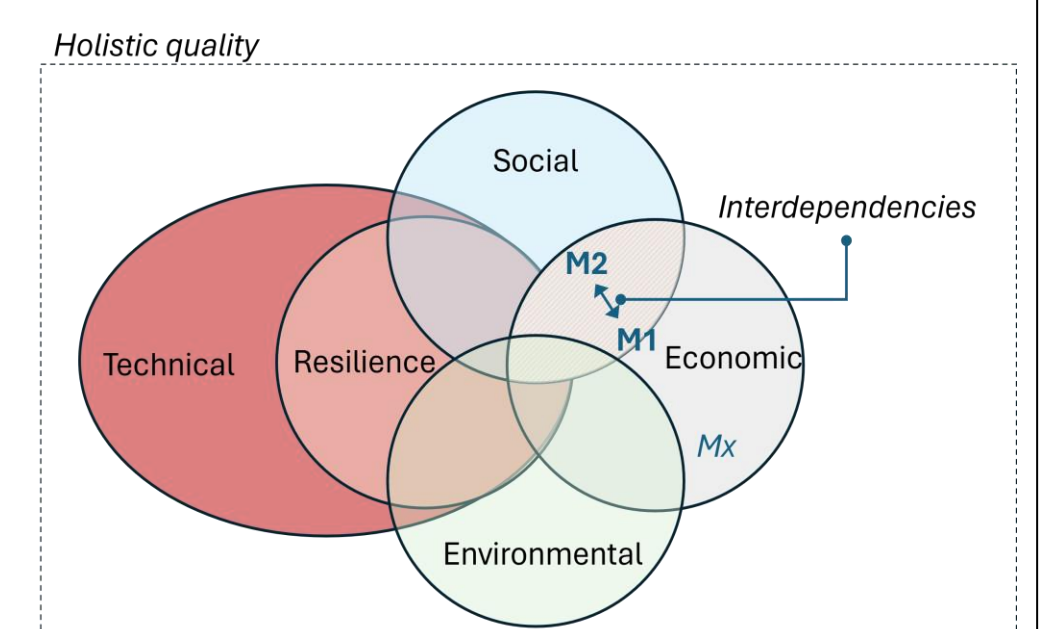 Holistic quality
Social
Interdependencies
M2
M1
Technical
Resilience
Economic
Mx
Environmental